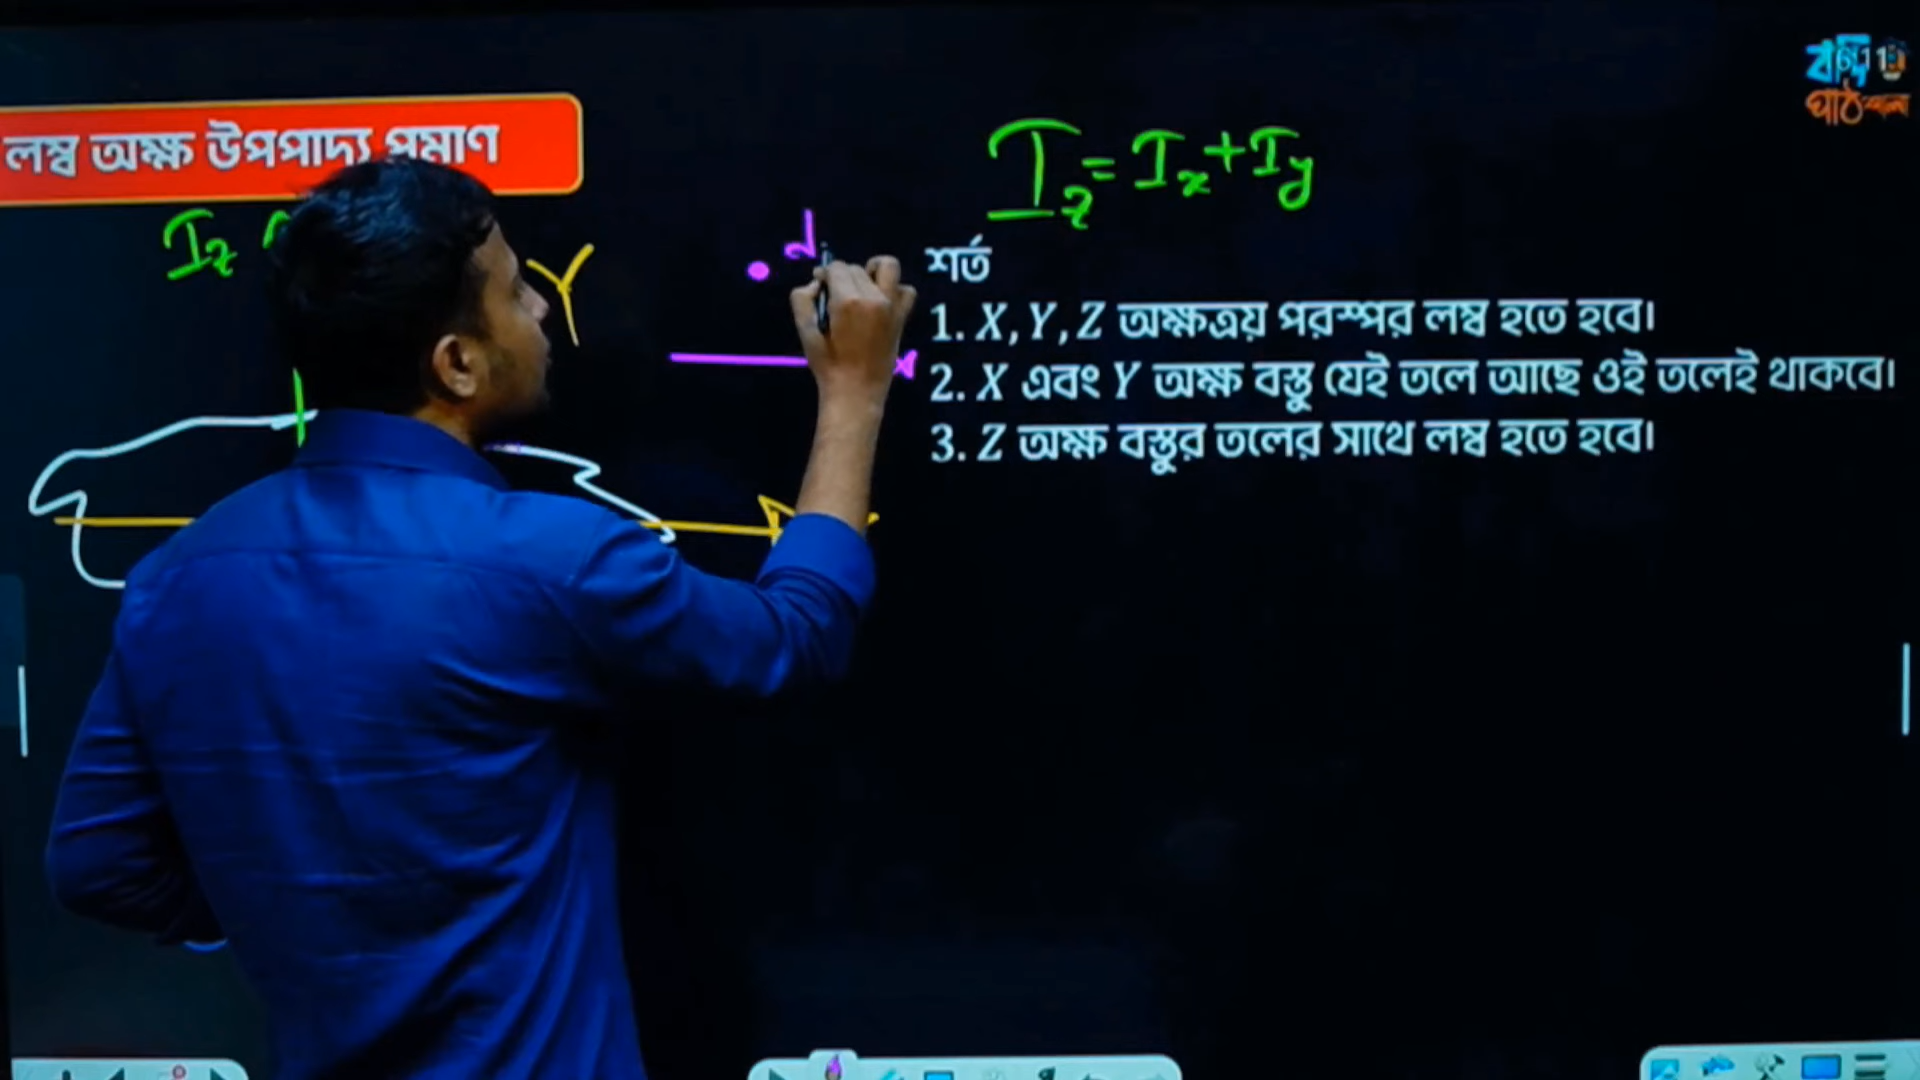 লম্ব অক্ষ উপপাদ্য প্রমাণ
I_z = I_x + I_y
I_z
Y
শর্ত
1. X, Y, Z অক্ষত্রয় পরস্পর লম্ব হতে হবে।
2. X এবং Y অক্ষ বস্তু যেই তলে আছে ওই তলেই থাকবে।
3. Z অক্ষ বস্তুর তলের সাথে লম্ব হতে হবে।